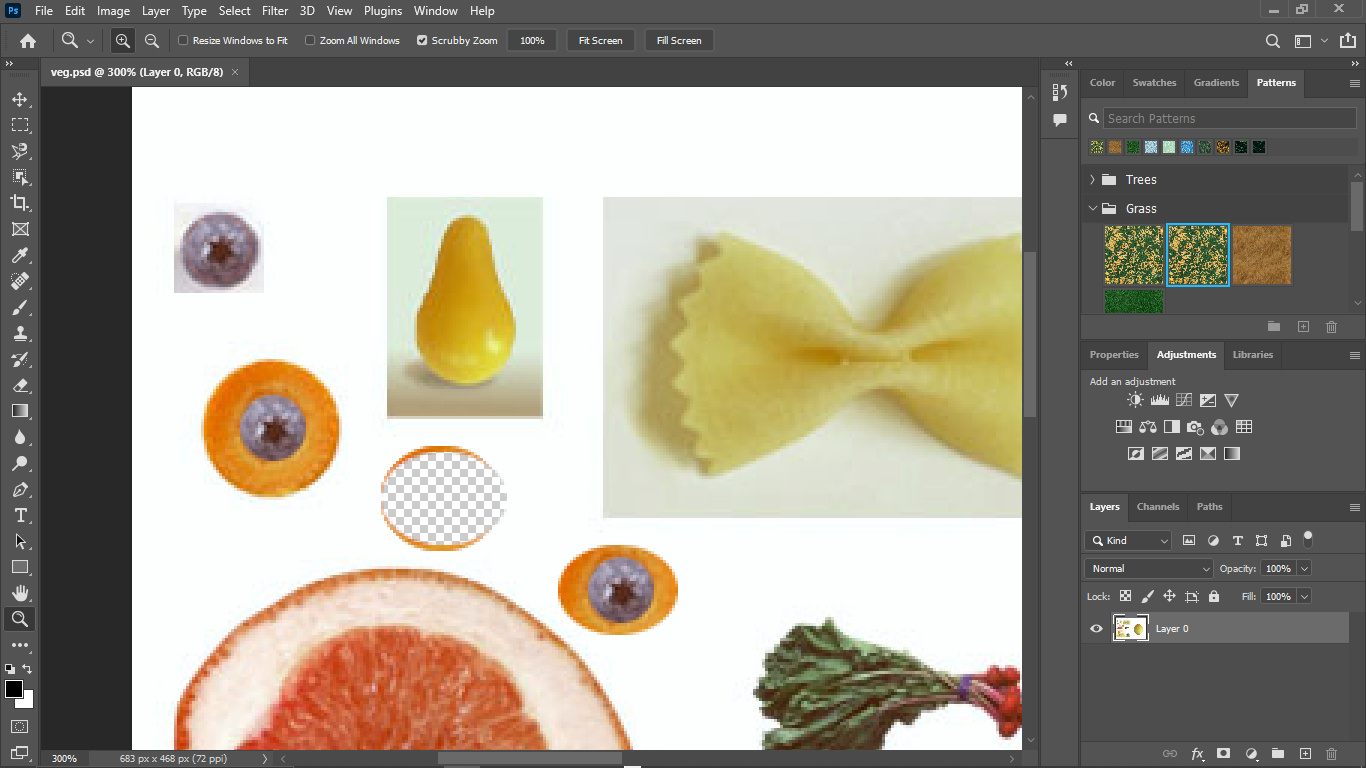 Ps File Edit Image Layer Type Select Filter 3D View Plugins Window Help
Resize Windows to Fit Zoom All Windows Scrubby Zoom 100% Fit Screen Fill Screen
veg.psd @ 300% (Layer 0, RGB/8) ×
Color Swatches Gradients Patterns
Search Patterns
Trees
Grass
Properties Adjustments Libraries
Add an adjustment
Layers Channels Paths
Kind
Normal Opacity: 100%
Lock: Fill: 100%
Layer 0
300% 683 px x 468 px (72 ppi)
fx